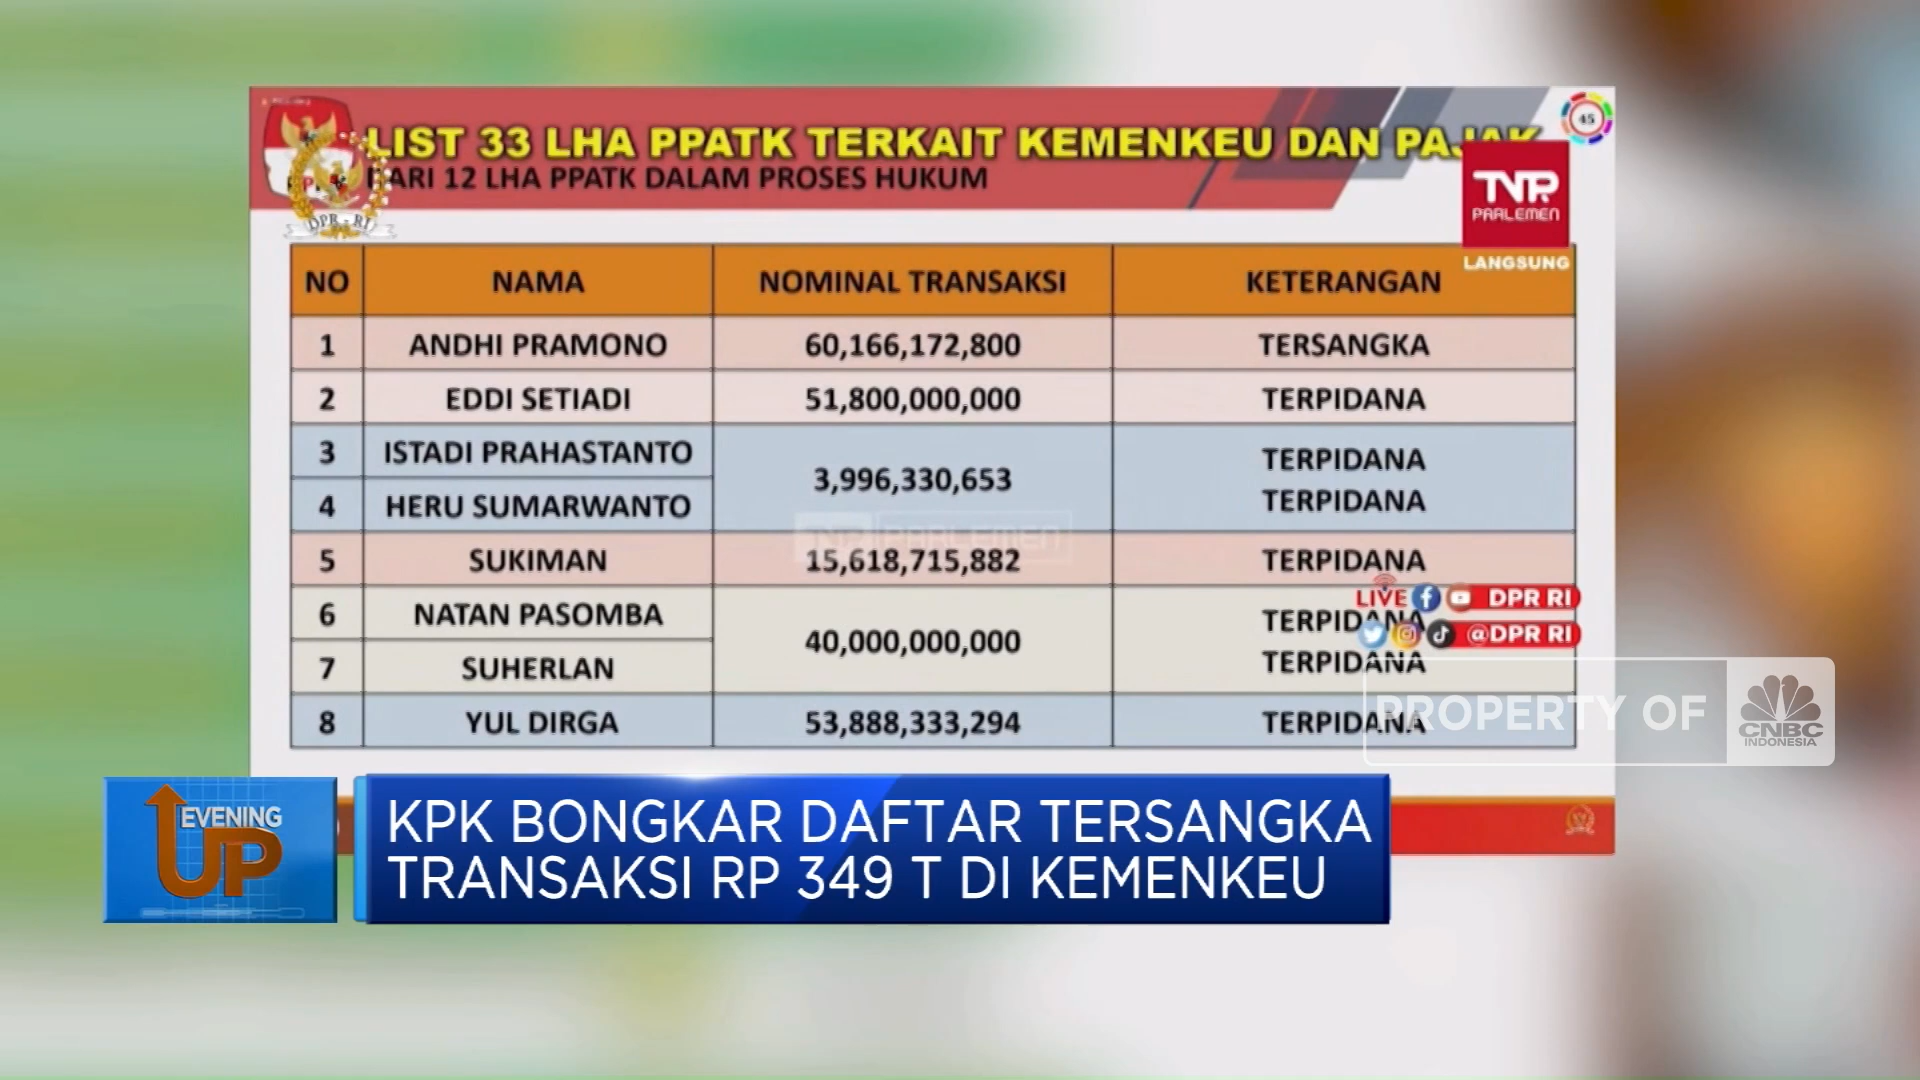 LIST 33 LHA PPATK TERKAIT KEMENKEU DAN PAJAK
DARI 12 LHA PPATK DALAM PROSES HUKUM
DPR-RI
45
TVR
PARLEMEN
LANGSUNG
NO NAMA NOMINAL TRANSAKSI KETERANGAN
1 ANDHI PRAMONO 60,166,172,800 TERSANGKA
2 EDDI SETIADI 51,800,000,000 TERPIDANA
3 ISTADI PRAHASTANTO 3,996,330,653 TERPIDANA
4 HERU SUMARWANTO TERPIDANA
TVR PARLEMEN
5 SUKIMAN 15,618,715,882 TERPIDANA
LIVE DPR RI
6 NATAN PASOMBA 40,000,000,000 TERPIDANA
@DPR RI
7 SUHERLAN TERPIDANA
8 YUL DIRGA 53,888,333,294 TERPIDANA
PROPERTY OF
CNBC
INDONESIA
EVENING
UP
KPK BONGKAR DAFTAR TERSANGKA
TRANSAKSI RP 349 T DI KEMENKEU